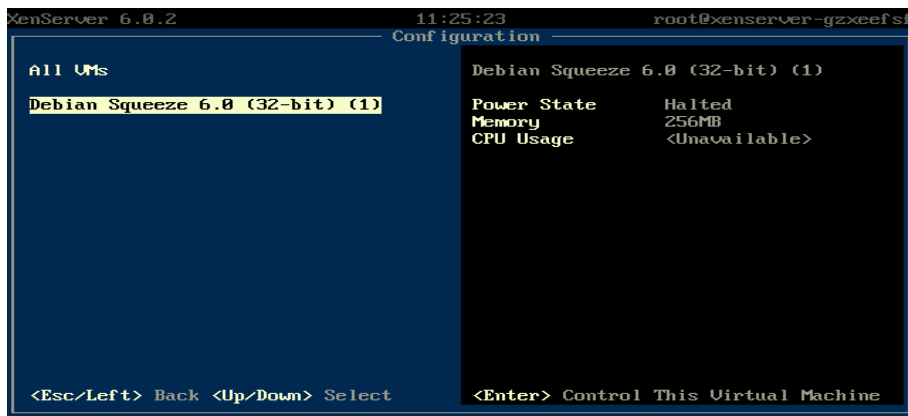 XenServer 6.0.2 11:25:23 root@xenserver-gzxeefsf
Configuration
All VMs
Debian Squeeze 6.0 (32-bit) (1)
Debian Squeeze 6.0 (32-bit) (1)
Power State Halted
Memory 256MB
CPU Usage <Unavailable>
<Esc/Left> Back <Up/Down> Select
<Enter> Control This Virtual Machine